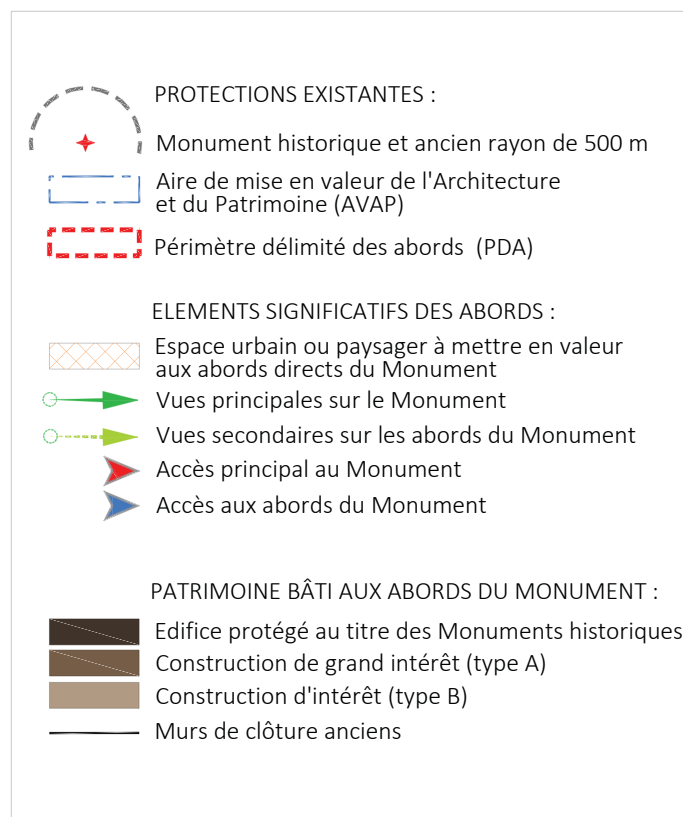 PROTECTIONS EXISTANTES :
Monument historique et ancien rayon de 500 m
Aire de mise en valeur de l'Architecture
et du Patrimoine (AVAP)
Périmètre délimité des abords (PDA)
ELEMENTS SIGNIFICATIFS DES ABORDS :
Espace urbain ou paysager à mettre en valeur
aux abords directs du Monument
Vues principales sur le Monument
Vues secondaires sur les abords du Monument
Accès principal au Monument
Accès aux abords du Monument
PATRIMOINE BÂTI AUX ABORDS DU MONUMENT :
Edifice protégé au titre des Monuments historiques
Construction de grand intérêt (type A)
Construction d'intérêt (type B)
Murs de clôture anciens